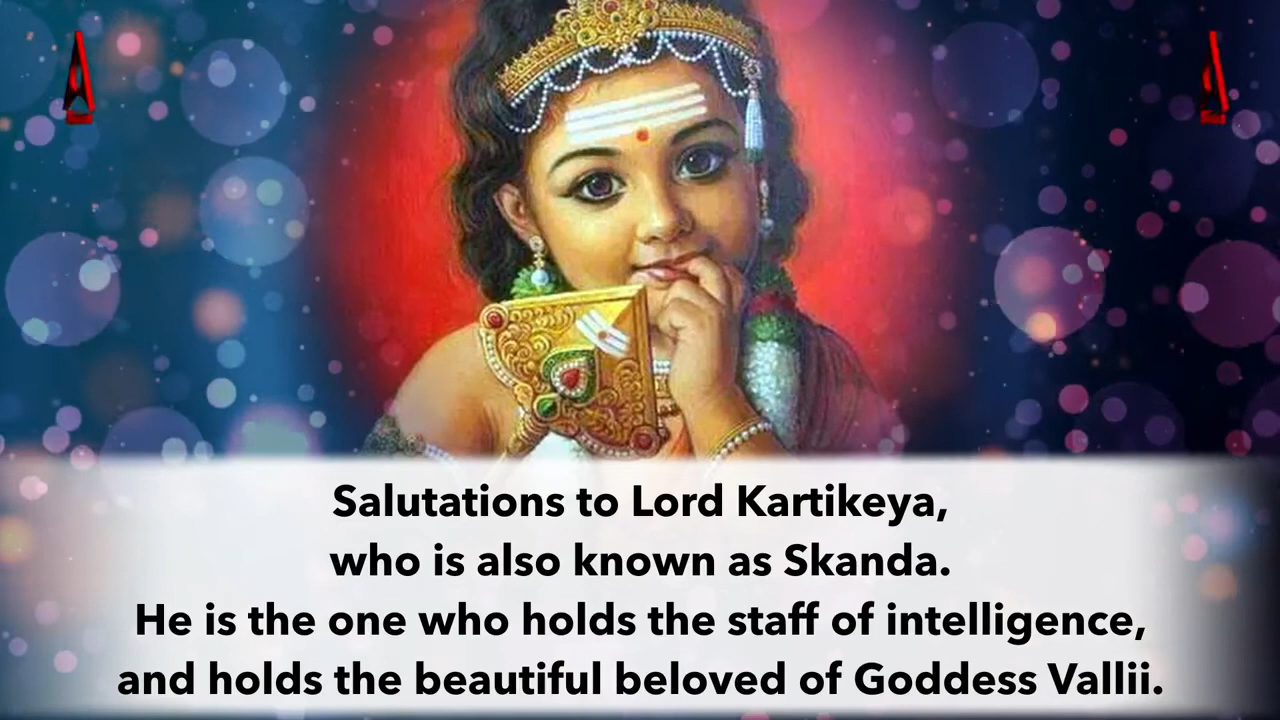 Salutations to Lord Kartikeya,
who is also known as Skanda.
He is the one who holds the staff of intelligence,
and holds the beautiful beloved of Goddess Vallii.